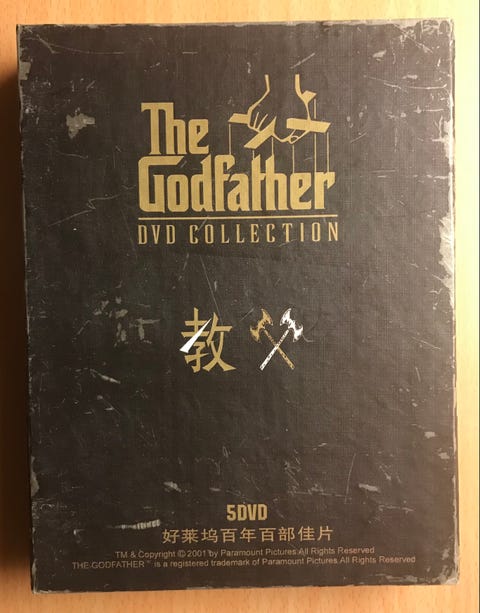 The
Godfather
DVD COLLECTION
教父
5DVD
好莱坞百年百部佳片
TM & Copyright © 2001 by Paramount Pictures.All Rights Reserved
THE GODFATHER™ is a registered trademark of Paramount Pictures.All Rights Reserved